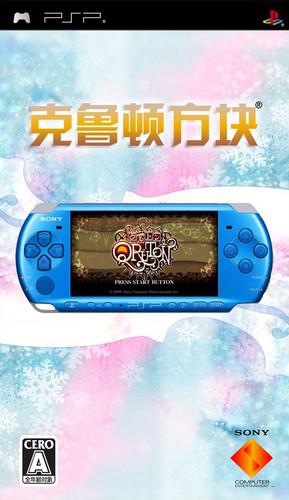 PSP
克鲁顿方块®
SONY
QRUTON
PRESS START BUTTON
SONY
CERO
A
全年齢対象
COMPUTER
ENTERTAINMENT